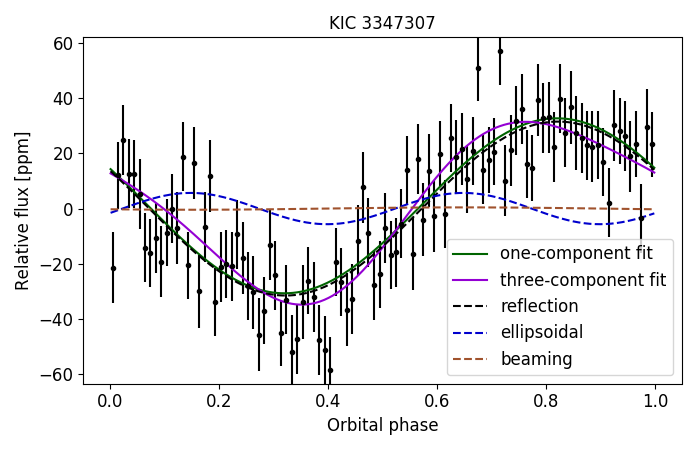 KIC 3347307
Relative flux [ppm]
60
40
20
0
−20
−40
−60
one-component fit
three-component fit
reflection
ellipsoidal
beaming
0.0 0.2 0.4 0.6 0.8 1.0
Orbital phase